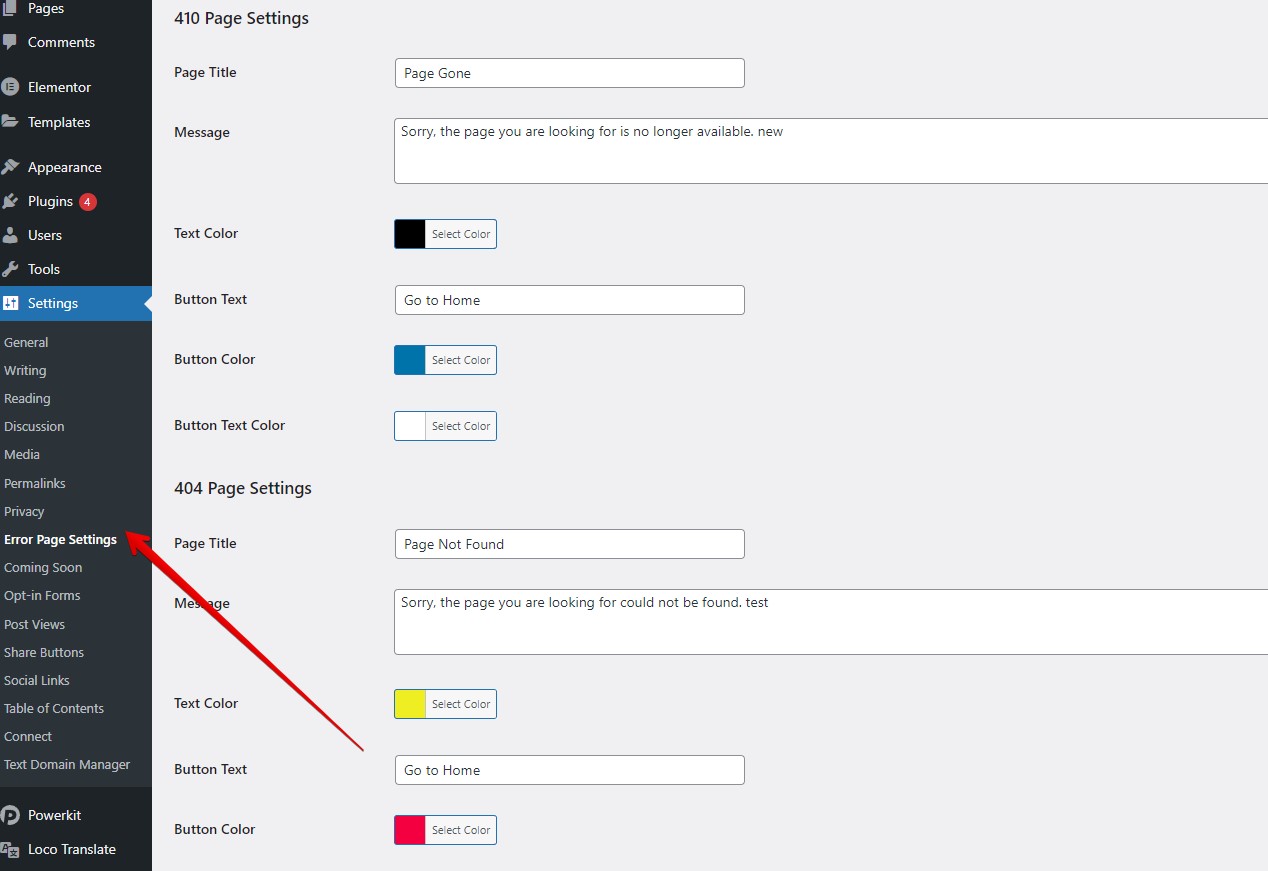 Pages
Comments
Elementor
Templates
Appearance
Plugins 4
Users
Tools
Settings
General
Writing
Reading
Discussion
Media
Permalinks
Privacy
Error Page Settings
Coming Soon
Opt-in Forms
Post Views
Share Buttons
Social Links
Table of Contents
Connect
Text Domain Manager
Powerkit
Loco Translate
410 Page Settings
Page Title Page Gone
Message Sorry, the page you are looking for is no longer available. new
Text Color Select Color
Button Text Go to Home
Button Color Select Color
Button Text Color Select Color
404 Page Settings
Page Title Page Not Found
Message Sorry, the page you are looking for could not be found. test
Text Color Select Color
Button Text Go to Home
Button Color Select Color